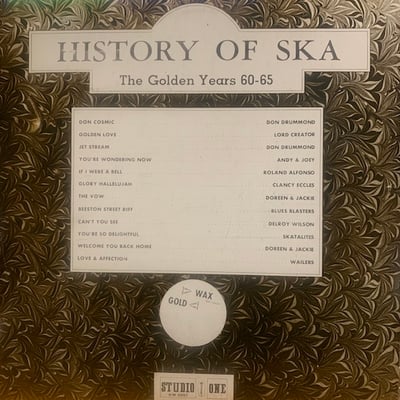 HISTORY OF SKA
The Golden Years 60-65
DON COSMIC DON DRUMMOND
GOLDEN LOVE LORD CREATOR
JET STREAM DON DRUMMOND
YOU'RE WONDERING NOW ANDY & JOEY
IF I WERE A BELL ROLAND ALFONSO
GLORY HALLELUJAH CLANCY ECCLES
THE VOW DOREEN & JACKIE
BEESTON STREET RIFF BLUES BLASTERS
CAN'T YOU SEE DELROY WILSON
YOU'RE SO DELIGHTFUL SKATALITES
WELCOME YOU BACK HOME DOREEN & JACKIE
LOVE & AFFECTION WAILERS
WAX
GOLD
STUDIO ONE